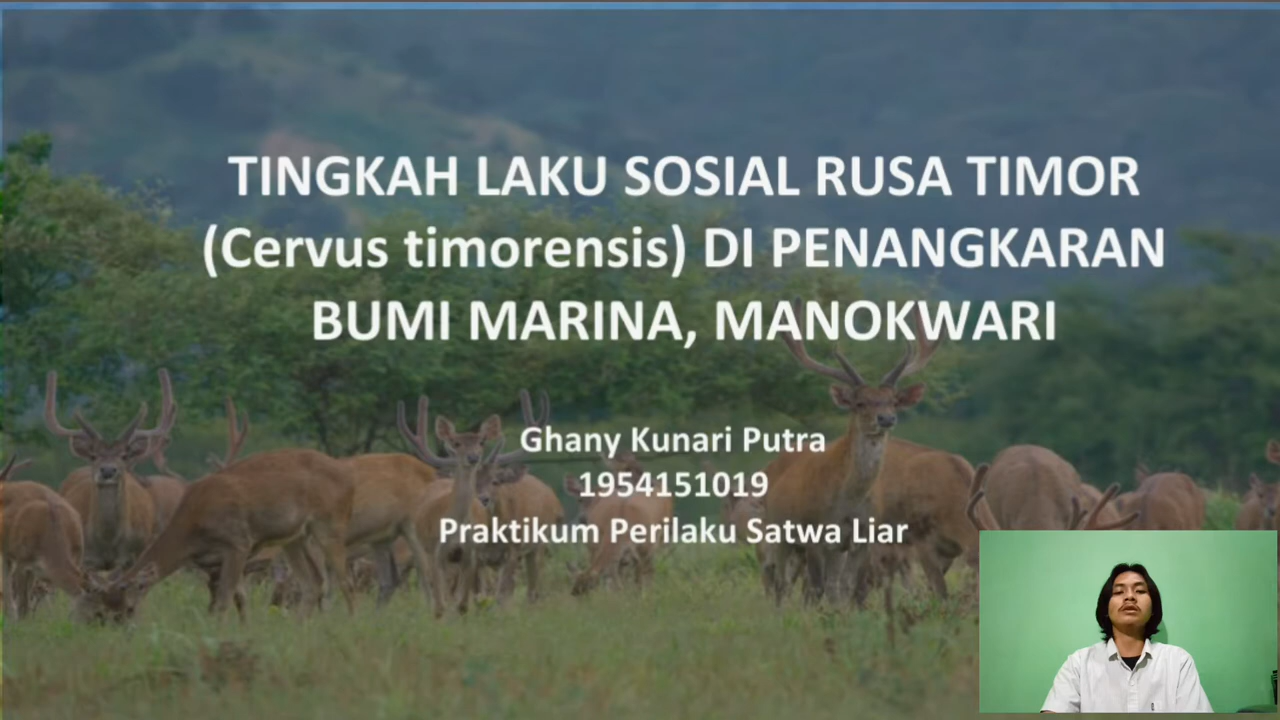 TINGKAH LAKU SOSIAL RUSA TIMOR
(Cervus timorensis) DI PENANGKARAN
BUMI MARINA, MANOKWARI
Ghany Kunari Putra
1954151019
Praktikum Perilaku Satwa Liar